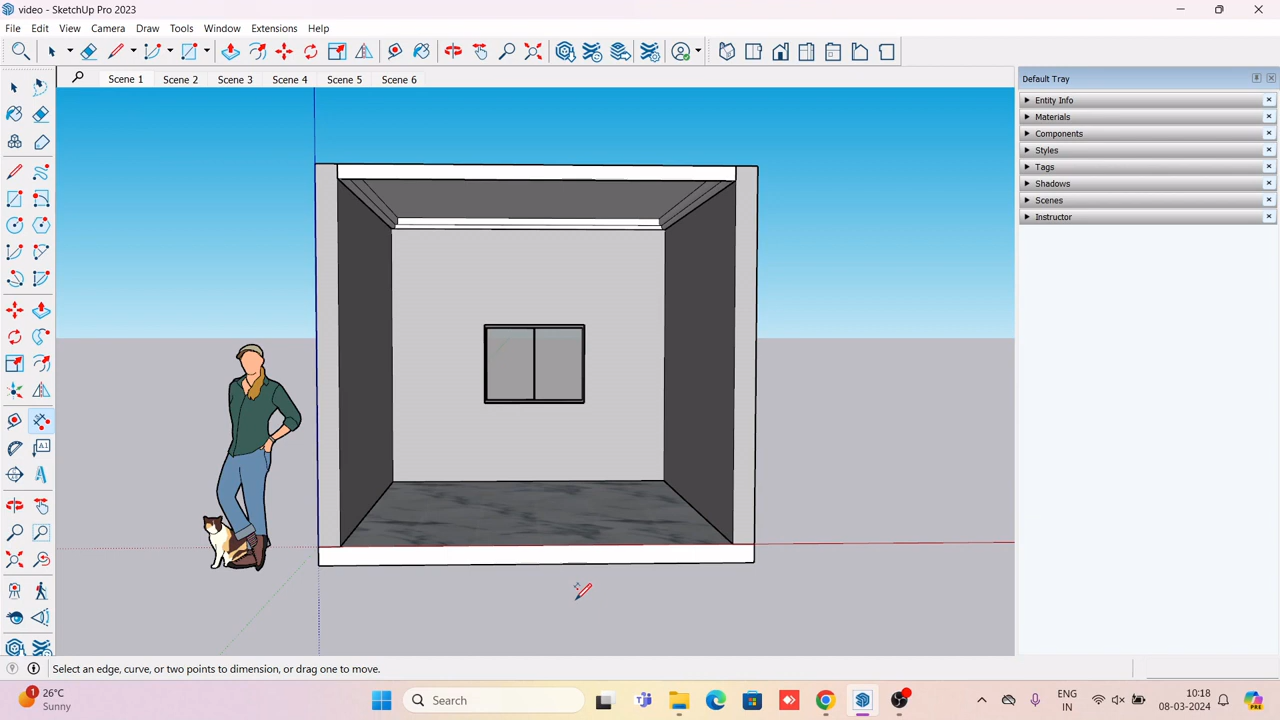 video - SketchUp Pro 2023
File Edit View Camera Draw Tools Window Extensions Help
Scene 1 Scene 2 Scene 3 Scene 4 Scene 5 Scene 6
Default Tray
Entity Info
Materials
Components
Styles
Tags
Shadows
Scenes
Instructor
Select an edge, curve, or two points to dimension, or drag one to move.
1
26°C
Sunny
Search
ENG
IN
10:18
08-03-2024
PRE